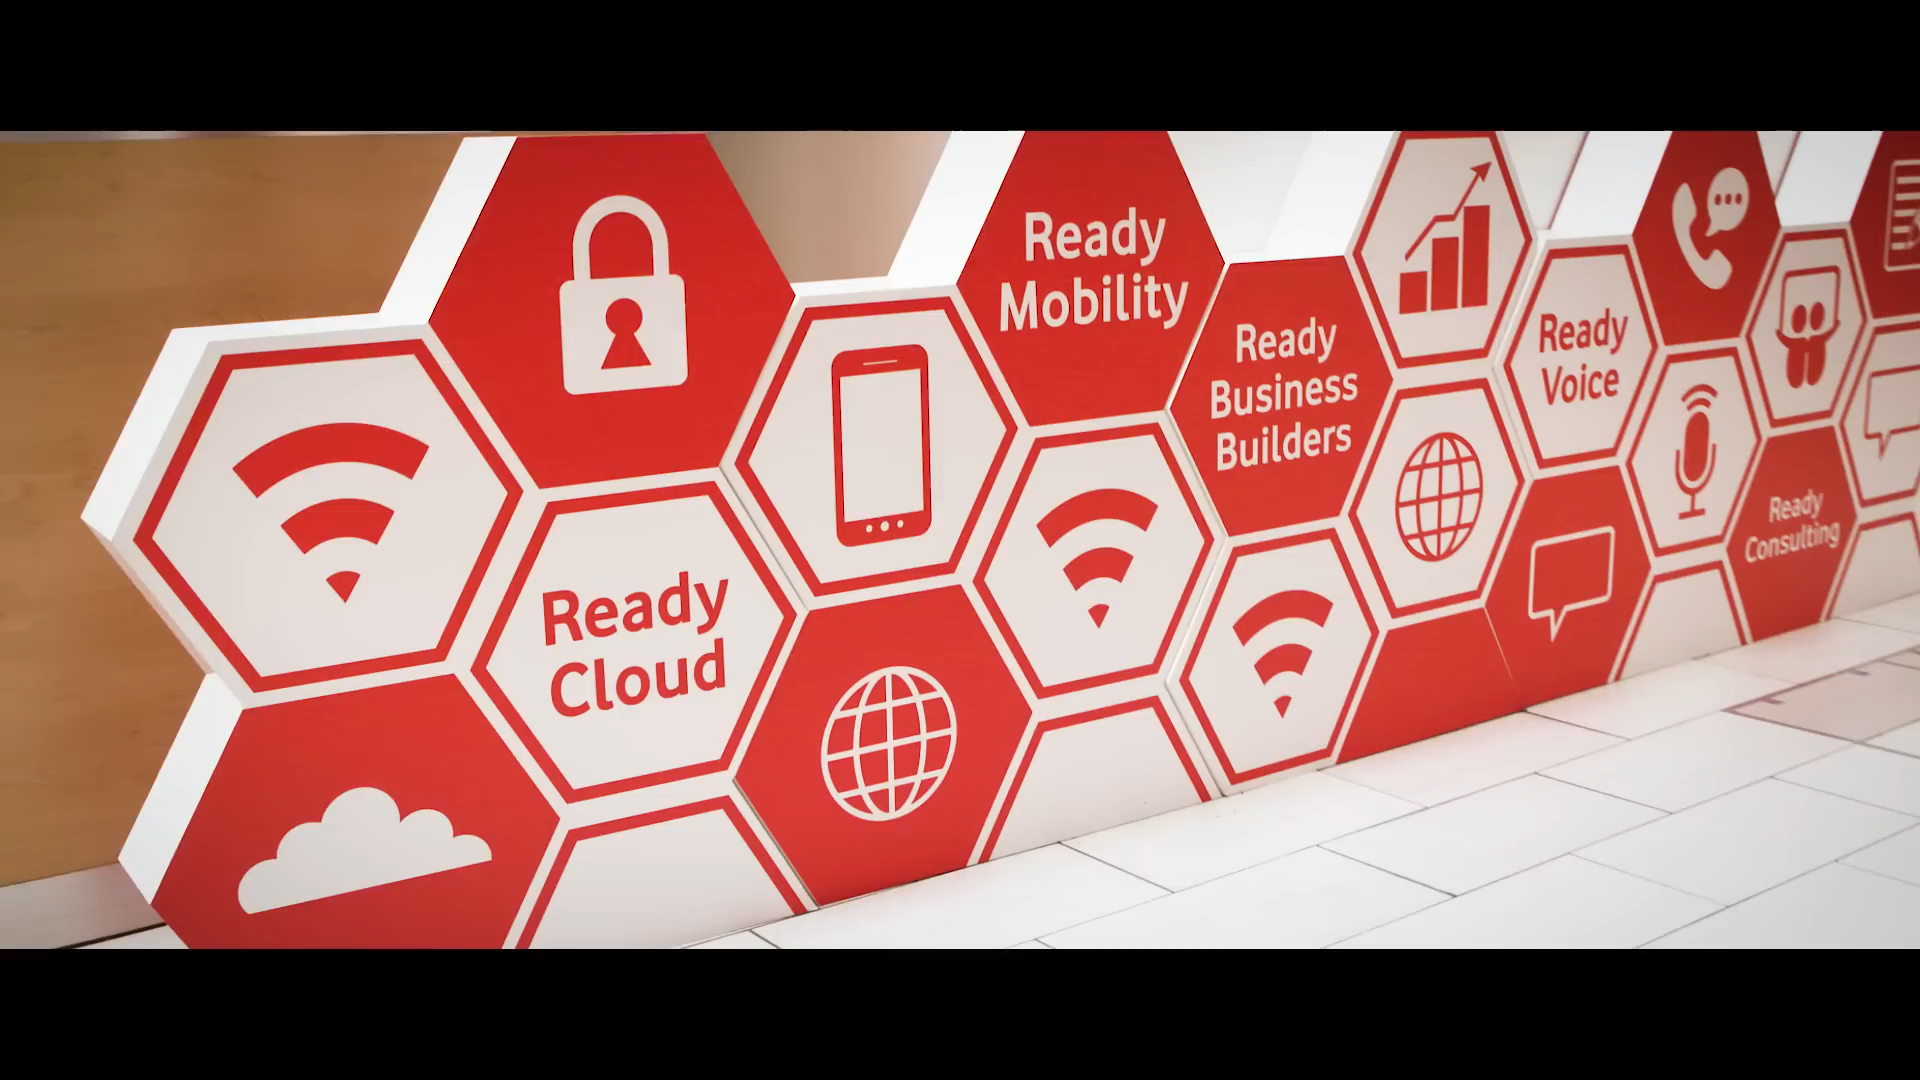 Ready
Cloud
Ready
Mobility
Ready
Business
Builders
Ready
Voice
Ready
Consulting